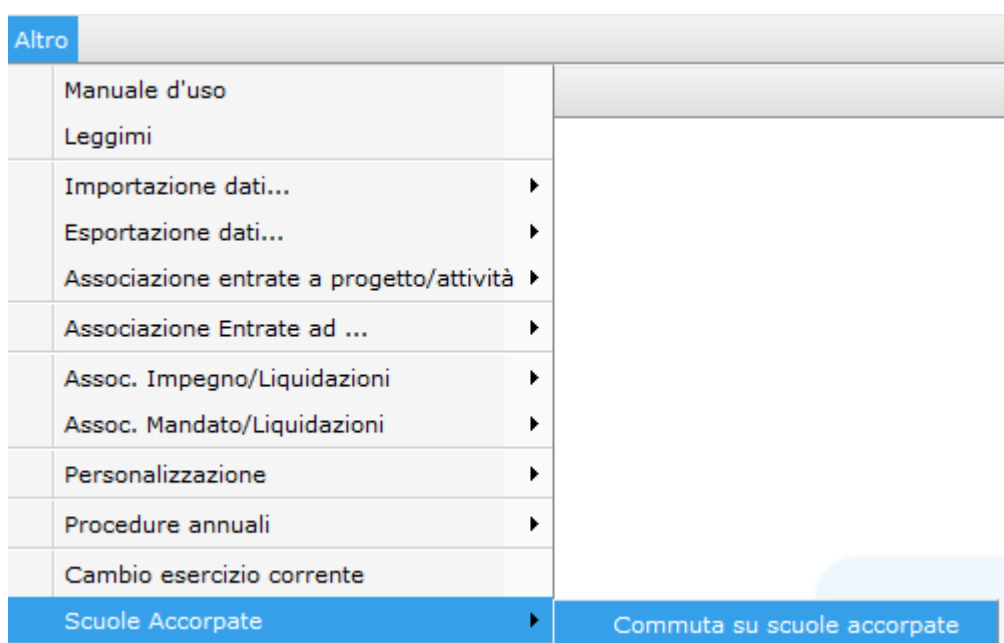 Altro
Manuale d'uso
Leggimi
Importazione dati...
Esportazione dati...
Associazione entrate a progetto/attività
Associazione Entrate ad ...
Assoc. Impegno/Liquidazioni
Assoc. Mandato/Liquidazioni
Personalizzazione
Procedure annuali
Cambio esercizio corrente
Scuole Accorpate
Commuta su scuole accorpate